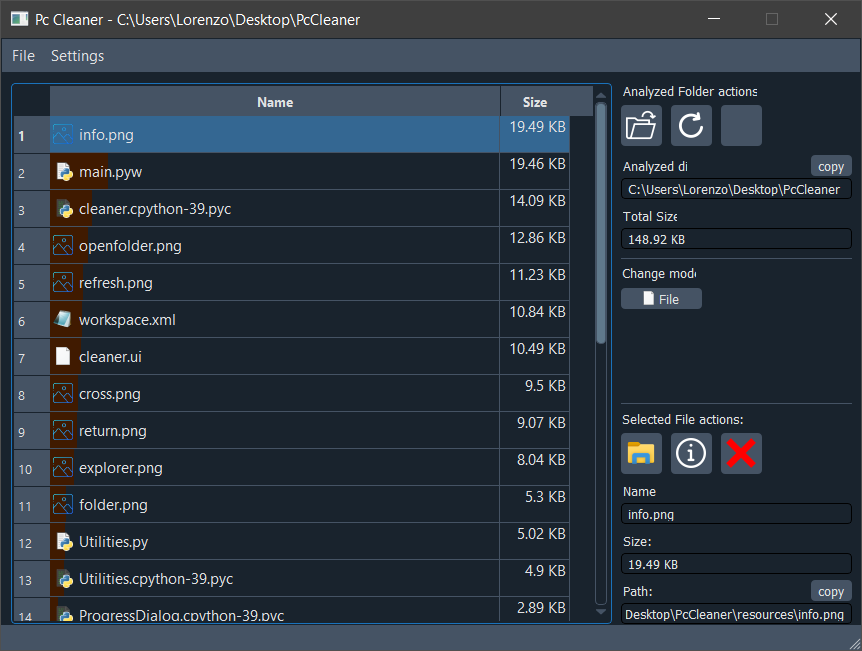 Pc Cleaner - C:\Users\Lorenzo\Desktop\PcCleaner
File Settings
Name Size
1 info.png 19.49 KB
2 main.pyw 19.46 KB
3 cleaner.cpython-39.pyc 14.09 KB
4 openfolder.png 12.86 KB
5 refresh.png 11.23 KB
6 workspace.xml 10.84 KB
7 cleaner.ui 10.49 KB
8 cross.png 9.5 KB
9 return.png 9.07 KB
10 explorer.png 8.04 KB
11 folder.png 5.3 KB
12 Utilities.py 5.02 KB
13 Utilities.cpython-39.pyc 4.9 KB
14 ProgressDialog.cpython-39.pyc 2.89 KB
Analyzed Folder actions
Analyzed di copy
C:\Users\Lorenzo\Desktop\PcCleaner
Total Size
148.92 KB
Change mode
File
Selected File actions:
Name
info.png
Size:
19.49 KB
Path: copy
Desktop\PcCleaner\resources\info.png